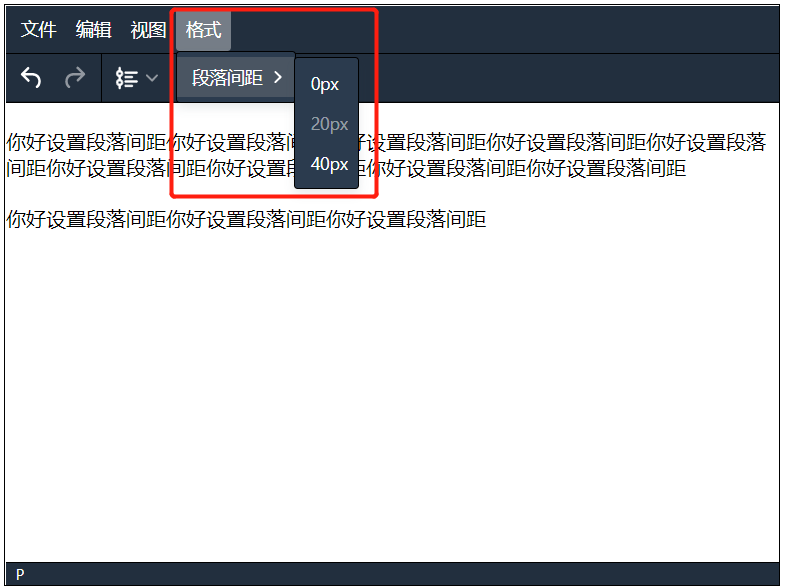 文件 编辑 视图 格式
段落间距
0px
20px
40px
你好设置段落间距你好设置段落间 好设置段落间距你好设置段落间距你好设置段落
间距你好设置段落间距你好设置段 距你好设置段落间距你好设置段落间距
你好设置段落间距你好设置段落间距你好设置段落间距
P